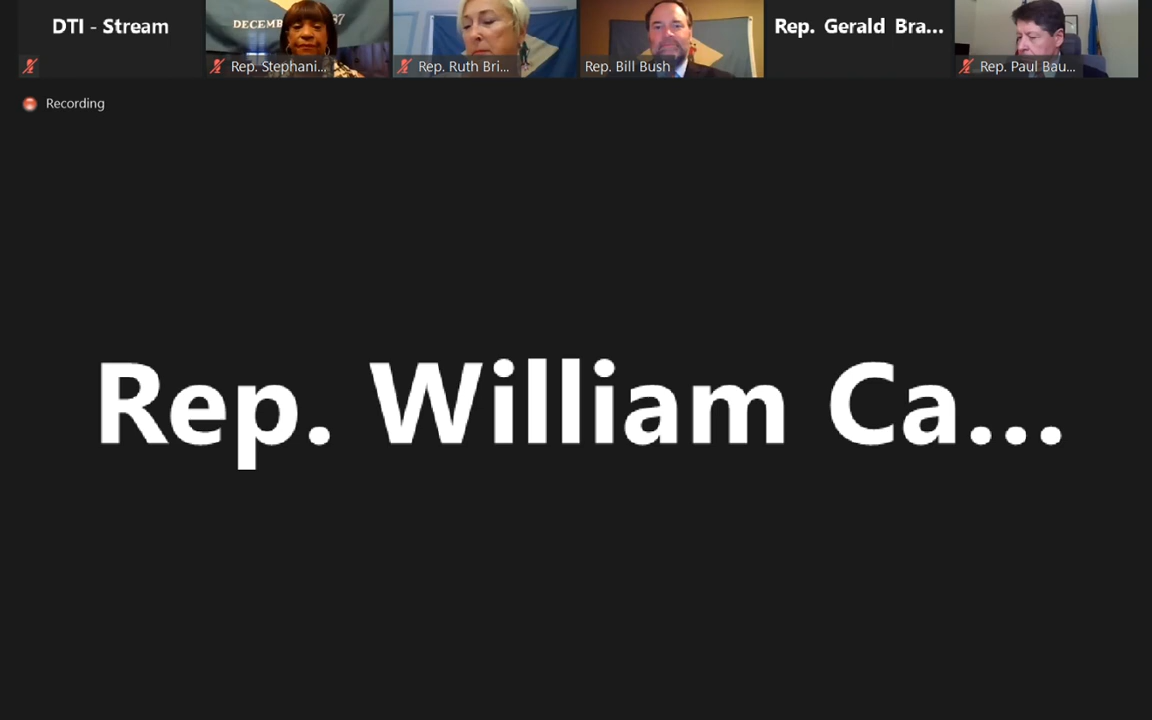 DTI - Stream
DECEMB
87
Rep. Gerald Bra...
Rep. Stephani...
Rep. Ruth Bri...
Rep. Bill Bush
Rep. Paul Bau...
Recording
Rep. William Ca...